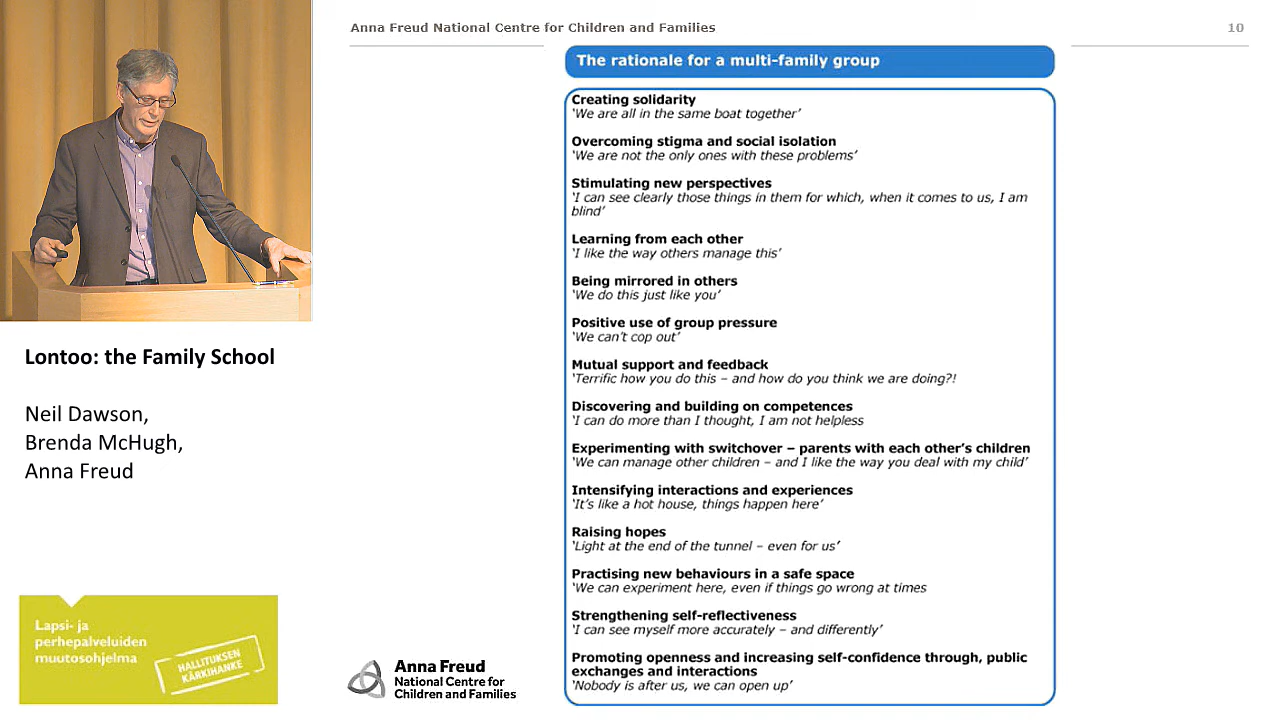 Anna Freud National Centre for Children and Families
10
The rationale for a multi-family group
Creating solidarity
‘We are all in the same boat together’
Overcoming stigma and social isolation
‘We are not the only ones with these problems’
Stimulating new perspectives
‘I can see clearly those things in them for which, when it comes to us, I am
blind’
Learning from each other
‘I like the way others manage this’
Being mirrored in others
‘We do this just like you’
Positive use of group pressure
‘We can’t cop out’
Mutual support and feedback
‘Terrific how you do this – and how do you think we are doing?!
Discovering and building on competences
‘I can do more than I thought, I am not helpless
Experimenting with switchover – parents with each other’s children
‘We can manage other children – and I like the way you deal with my child’
Intensifying interactions and experiences
‘It’s like a hot house, things happen here’
Raising hopes
‘Light at the end of the tunnel – even for us’
Practising new behaviours in a safe space
‘We can experiment here, even if things go wrong at times
Strengthening self-reflectiveness
‘I can see myself more accurately – and differently’
Promoting openness and increasing self-confidence through, public
exchanges and interactions
‘Nobody is after us, we can open up’
Lontoo: the Family School
Neil Dawson,
Brenda McHugh,
Anna Freud
Lapsi- ja
perhepalveluiden
muutosohjelma
HALLITUKSEN
KÄRKIHANKE
Anna Freud
National Centre for
Children and Families